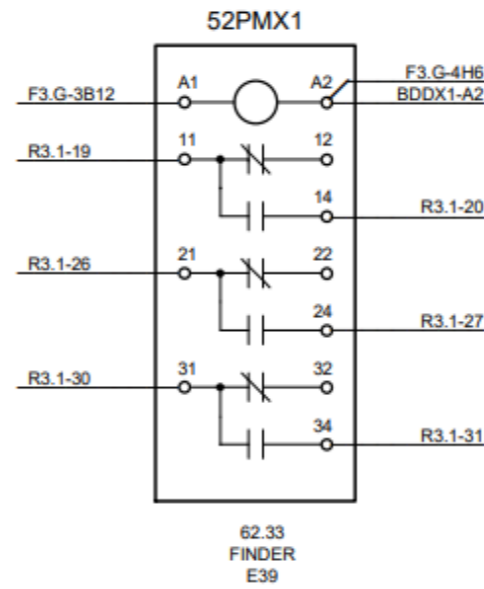 52PMX1
F3.G-3B12
A1
A2
F3.G-4H6
BDDX1-A2
R3.1-19
11
12
14
R3.1-20
R3.1-26
21
22
24
R3.1-27
R3.1-30
31
32
34
R3.1-31
62.33
FINDER
E39